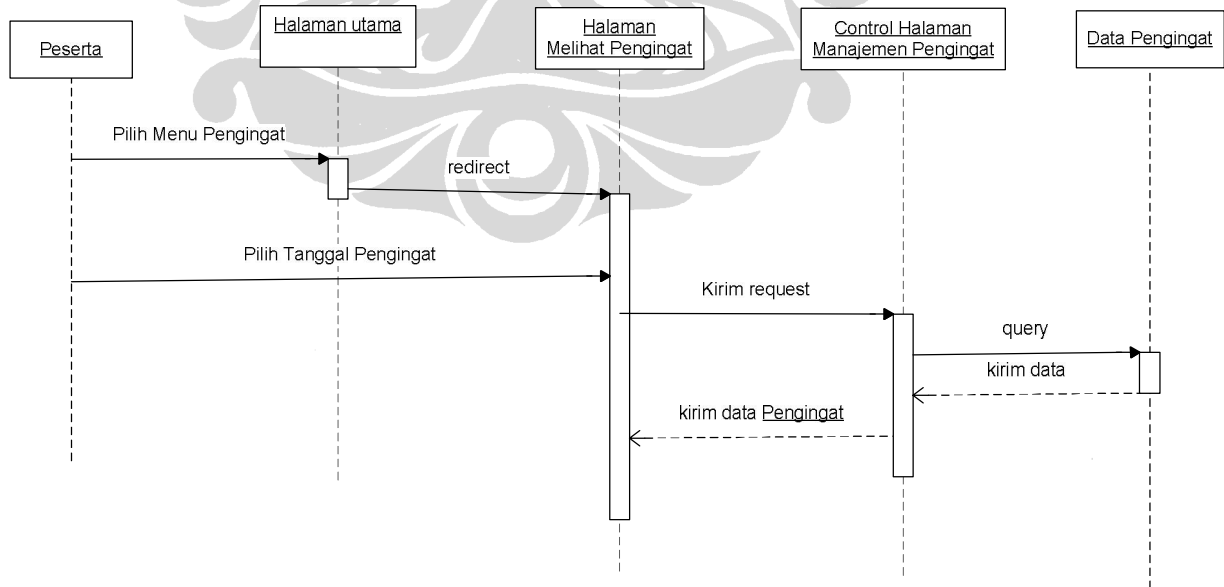 Peserta
Halaman utama
Halaman
Melihat Pengingat
Control Halaman
Manajemen Pengingat
Data Pengingat
Pilih Menu Pengingat
redirect
Pilih Tanggal Pengingat
Kirim request
query
kirim data
kirim data Pengingat